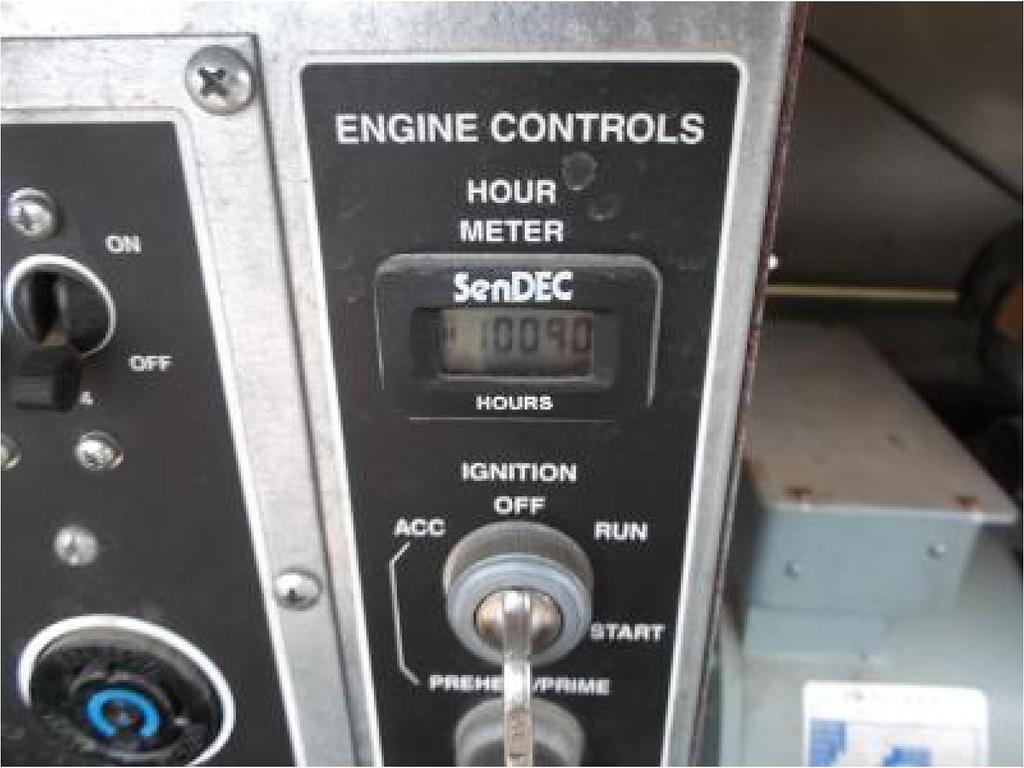 ENGINE CONTROLS
HOUR
METER
SenDEC
10090
HOURS
IGNITION
OFF
ACC
RUN
START
ON
OFF